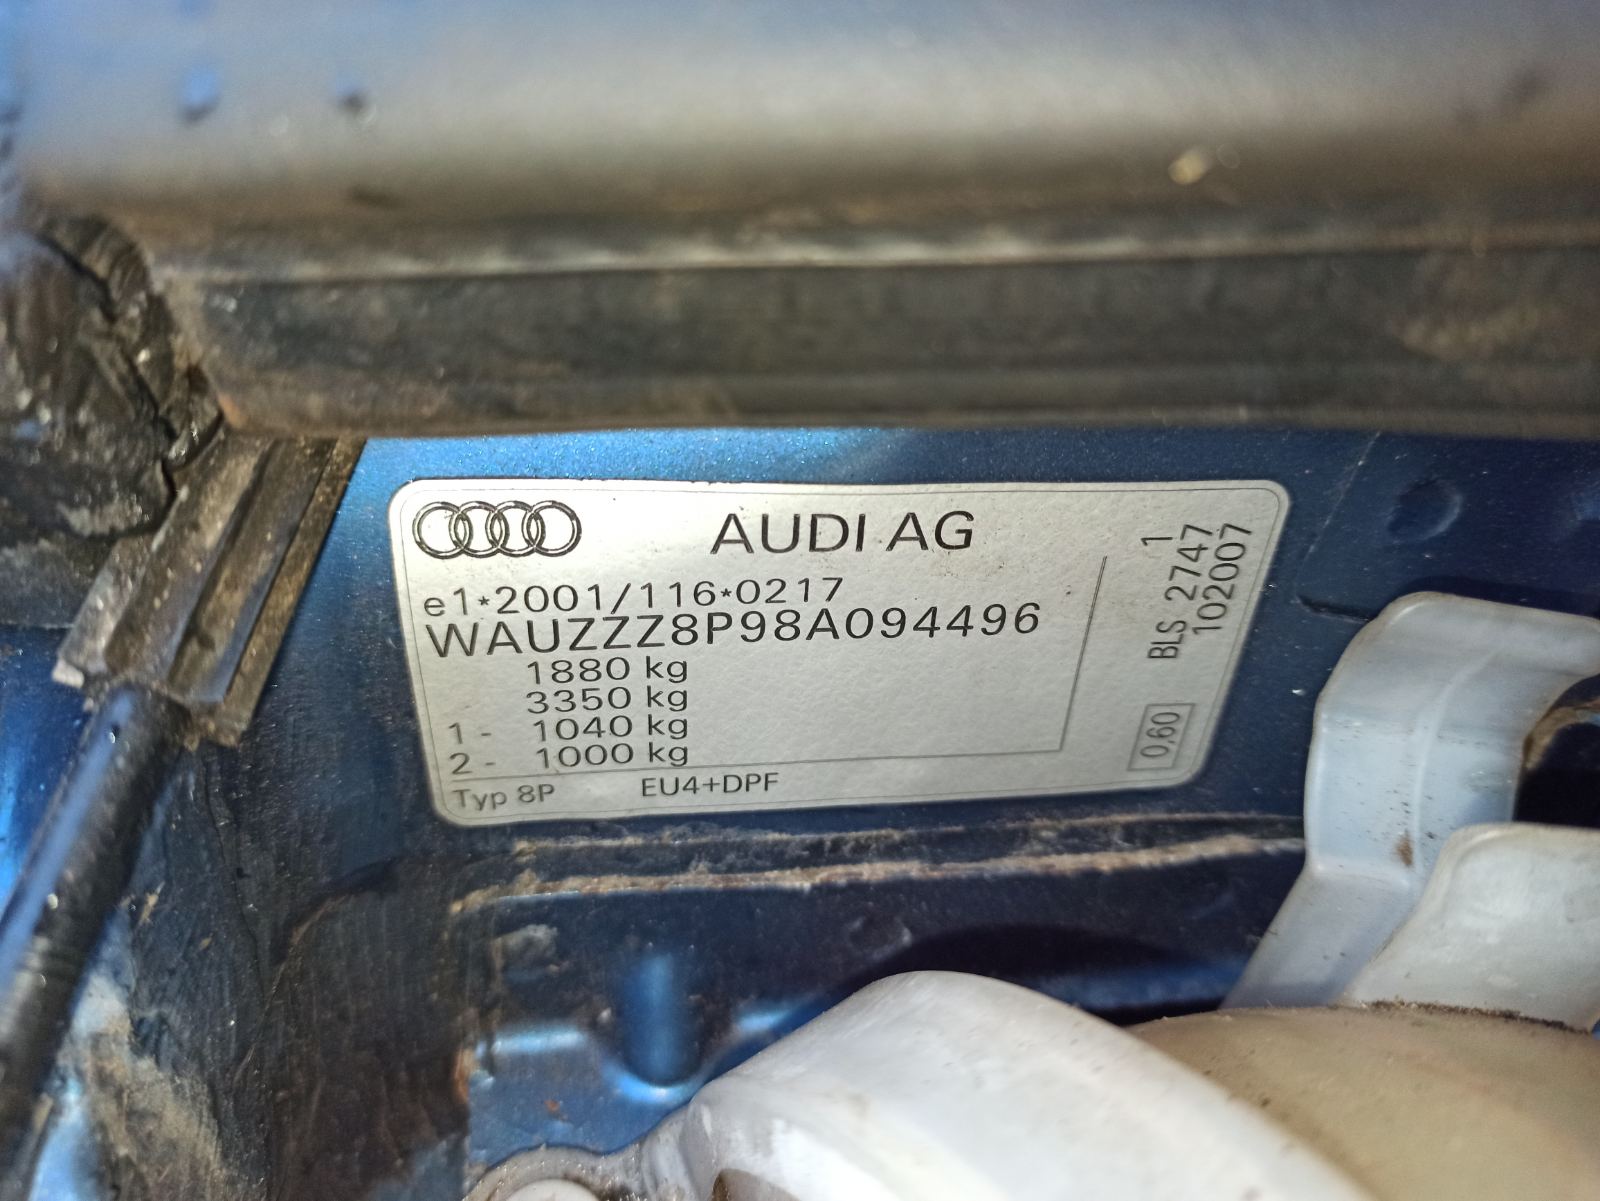 AUDI AG
e1*2001/116*0217
WAUZZZ8P98A094496
1880 kg
3350 kg
1 - 1040 kg
2 - 1000 kg
Typ 8P EU4+DPF
1
BLS 2747
102007
0,60